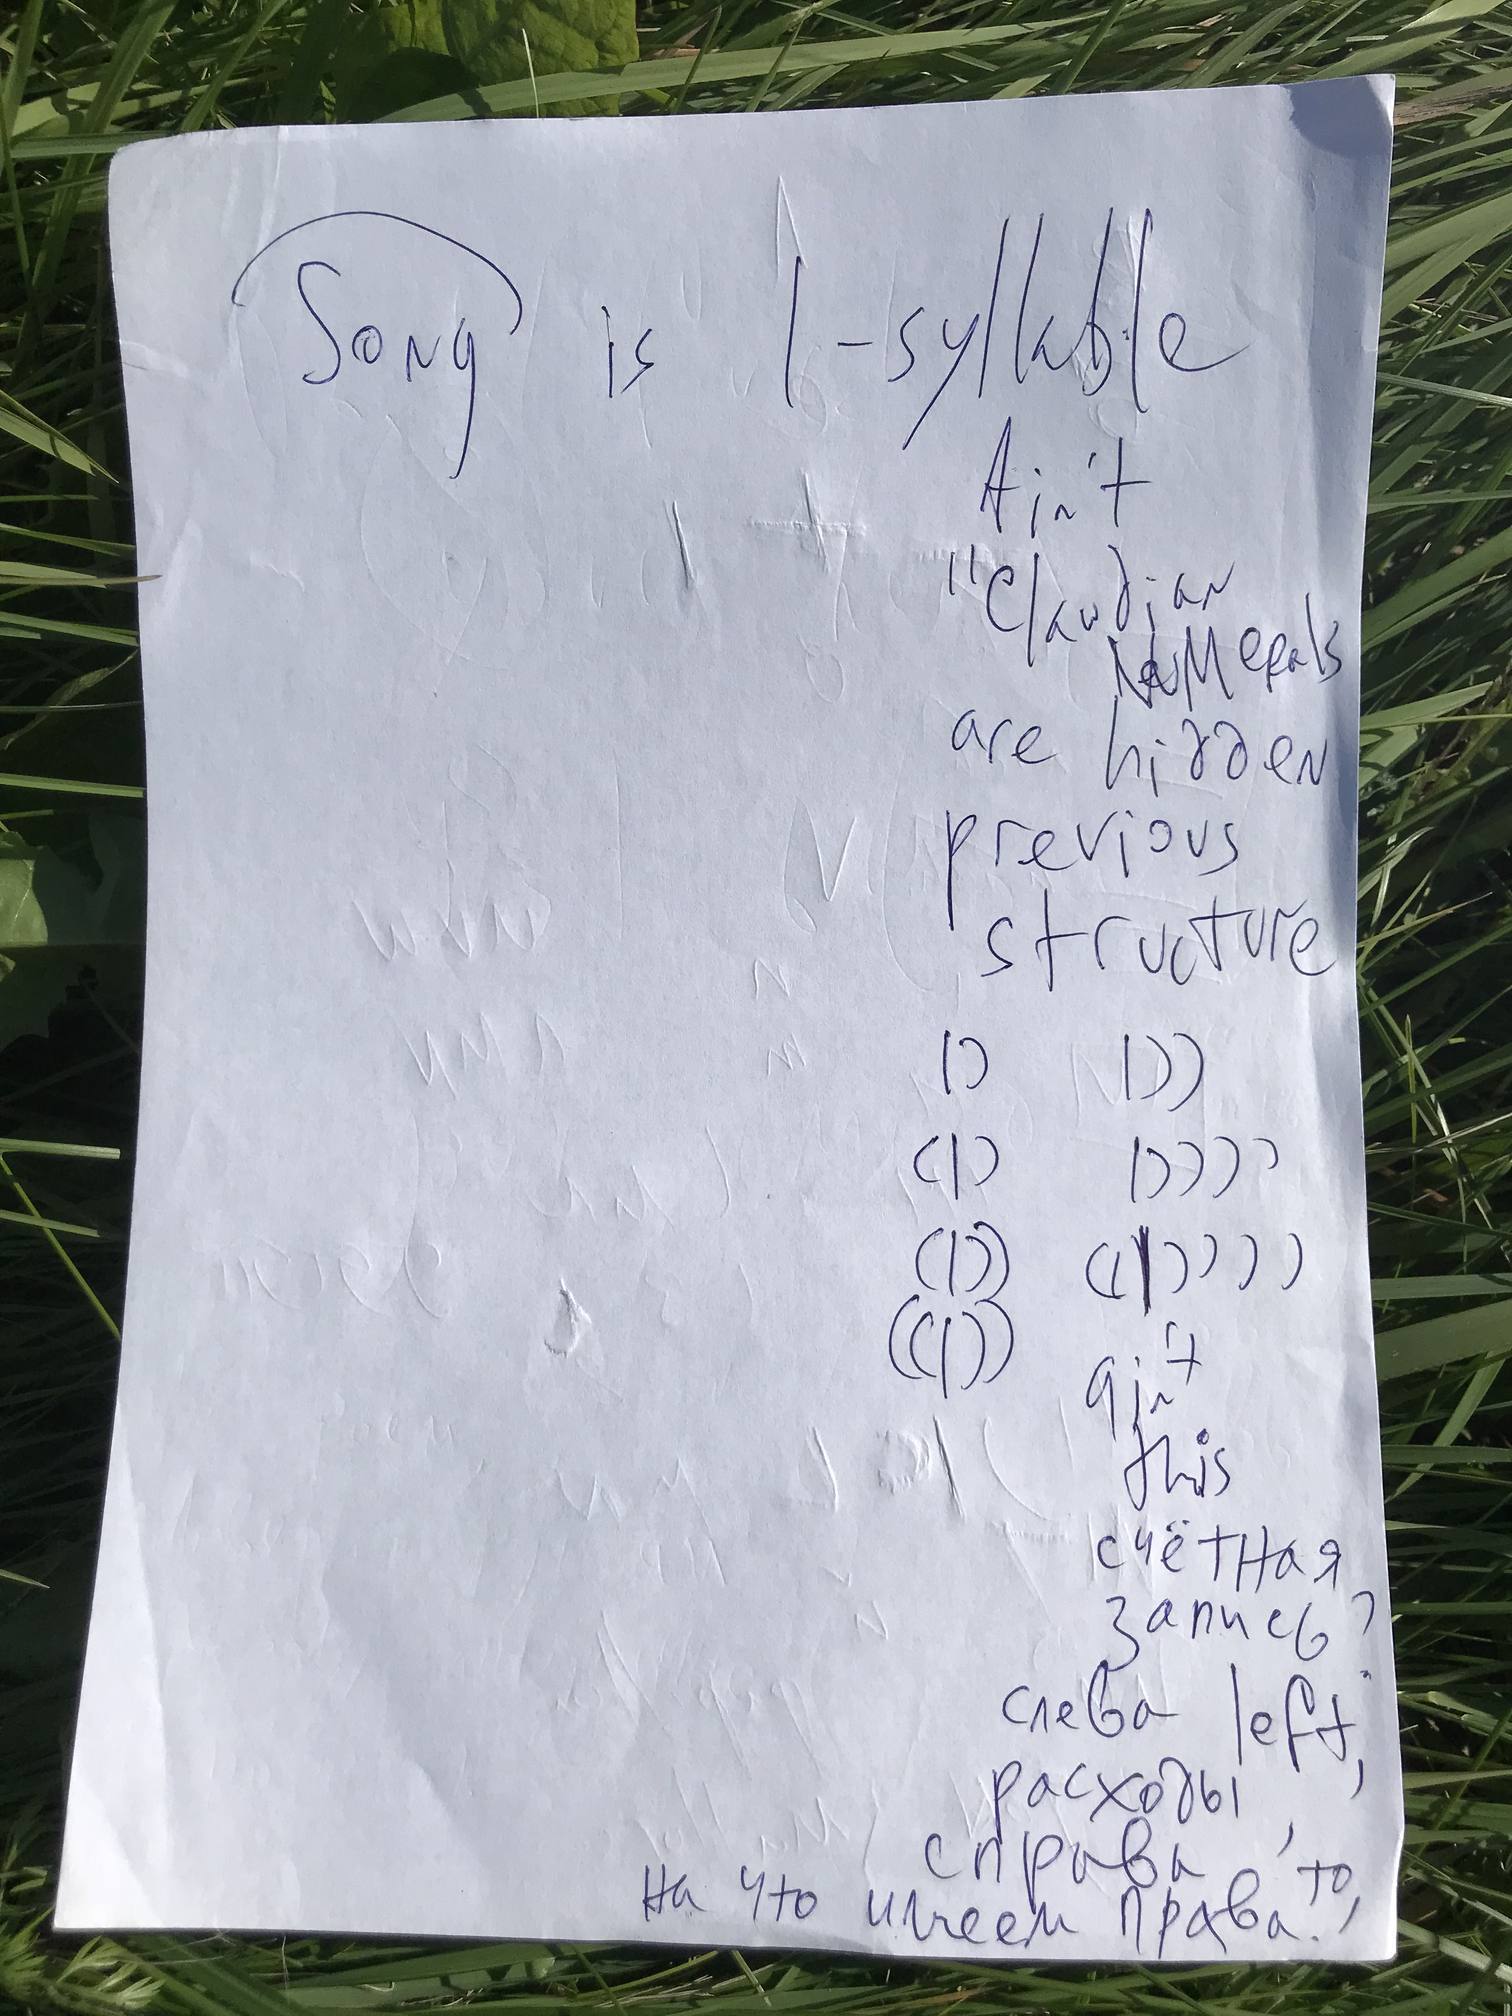 Song is 1-syllable
Ain't
"Claudian
Numerals
are hidden
previous
structure
|) |))
(|) |))))
(|)) ((|))))
((|))
ain't
this
счётная
запись?
слева left;
расходы,
справа то,
на что имеем права.